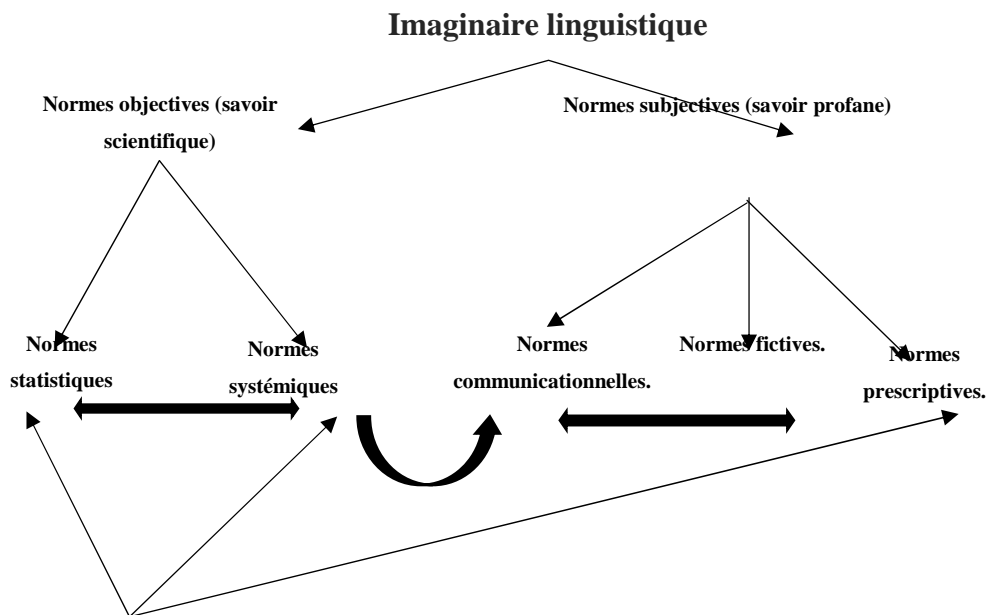 Imaginaire linguistique
Normes objectives (savoir
scientifique)
Normes subjectives (savoir profane)
Normes
statistiques
Normes
systémiques
Normes
communicationnelles.
Normes fictives.
Normes
prescriptives.